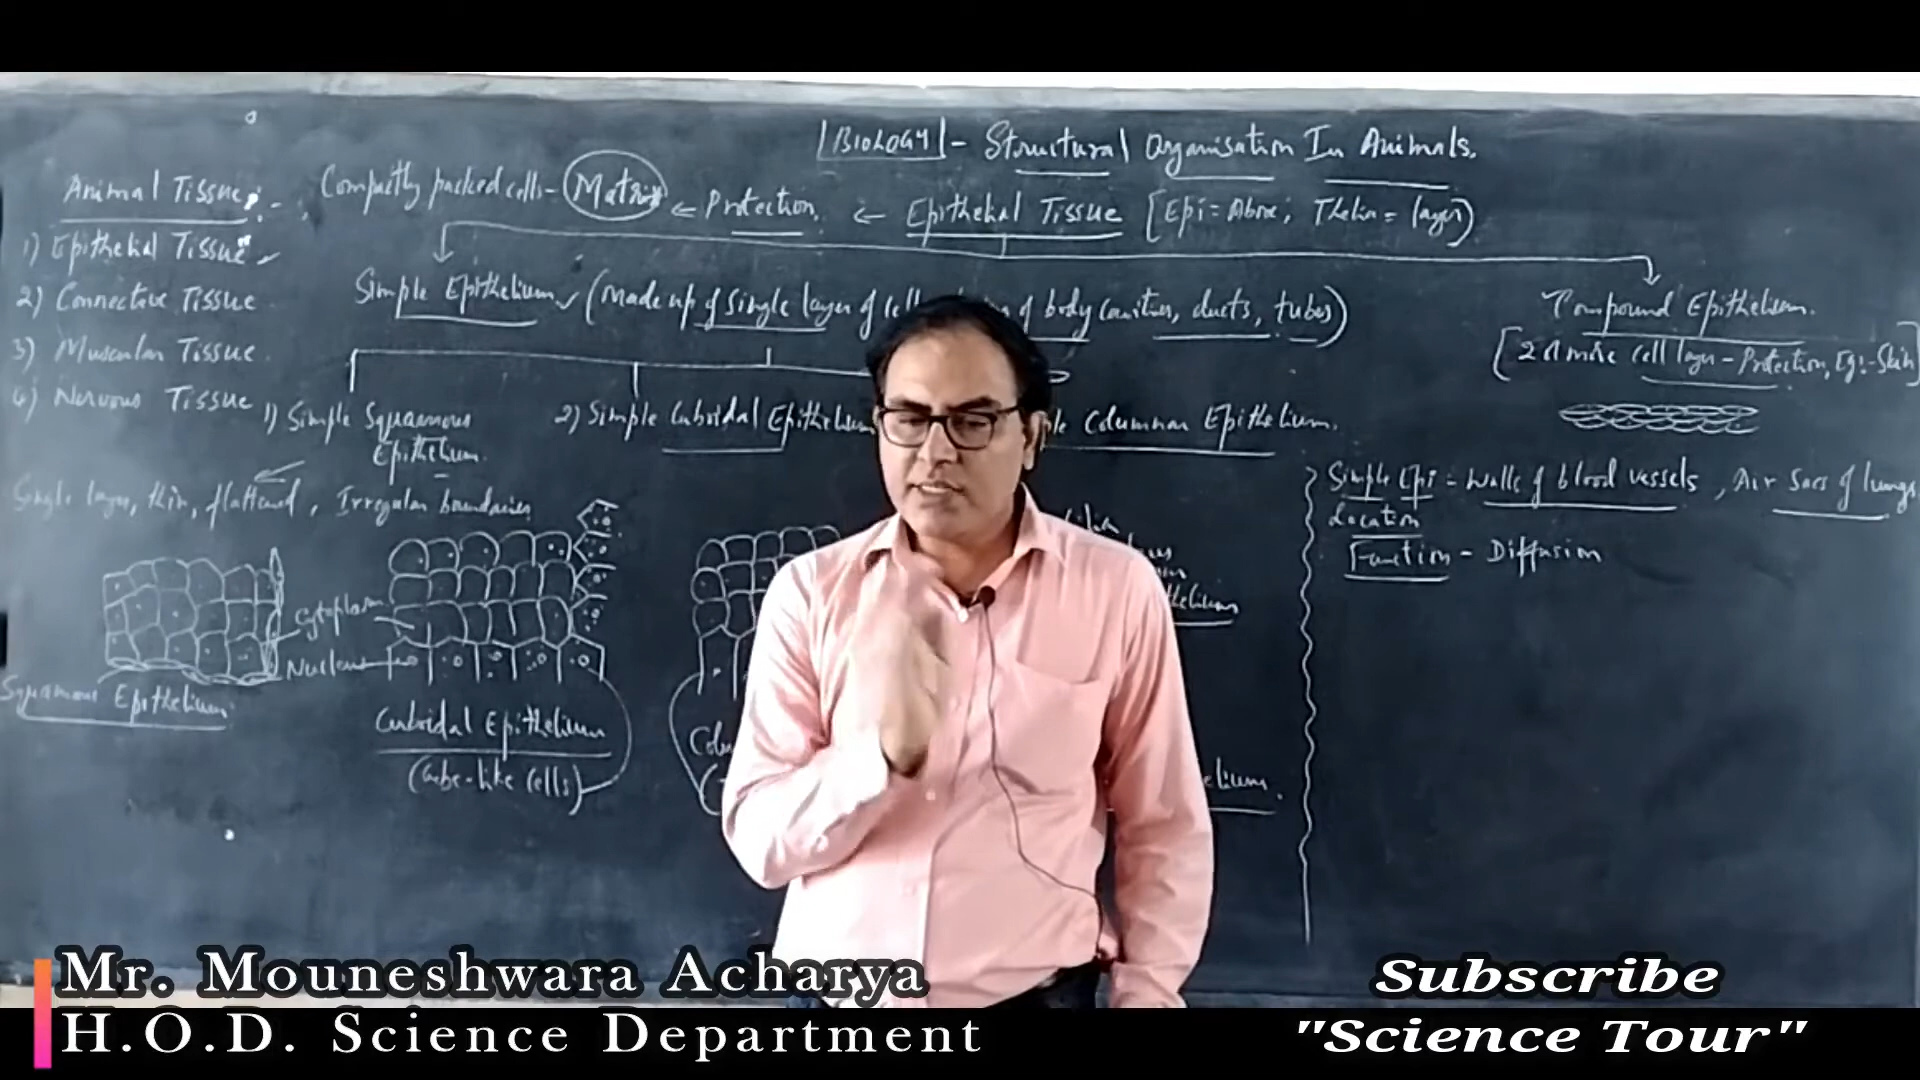 BIOLOGY - Structural Organisation In Animals.
Animal Tissue :-
Compactly packed cells - Matrix ← Protection. ← Epithelial Tissue [Epi = Above; Thelia = layer)
1) Epithelial Tissue
2) Connective Tissue
3) Muscular Tissue
4) Nervous Tissue
Simple Epithelium (Made up of single layer of of body cavities, ducts, tubes)
Compound Epithelium.
[2 or more cell layer - Protection, Eg:- Skin]
1) Simple Squamous
Epithelium.
2) Simple Cuboidal Epithelium
Columnar Epithelium.
Single layer, thin, flattened, Irregular boundaries
Cytoplasm
Nucleus
Squamous Epithelium
Cuboidal Epithelium
(Cube-like cells)
Simple Epi = Walls of blood vessels, Air sacs of lungs
Location
Function - Diffusion
Mr. Mouneshwara Acharya
H.O.D. Science Department
Subscribe
"Science Tour"